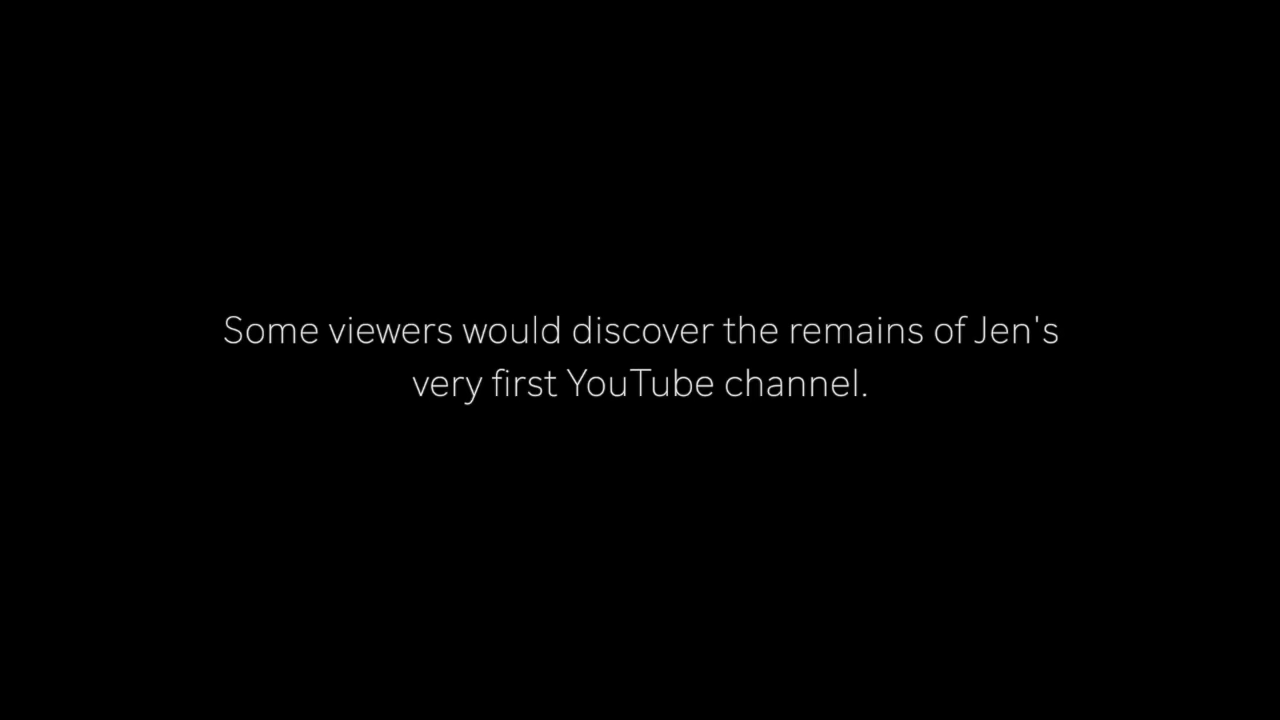 Some viewers would discover the remains of Jen's
very first YouTube channel.